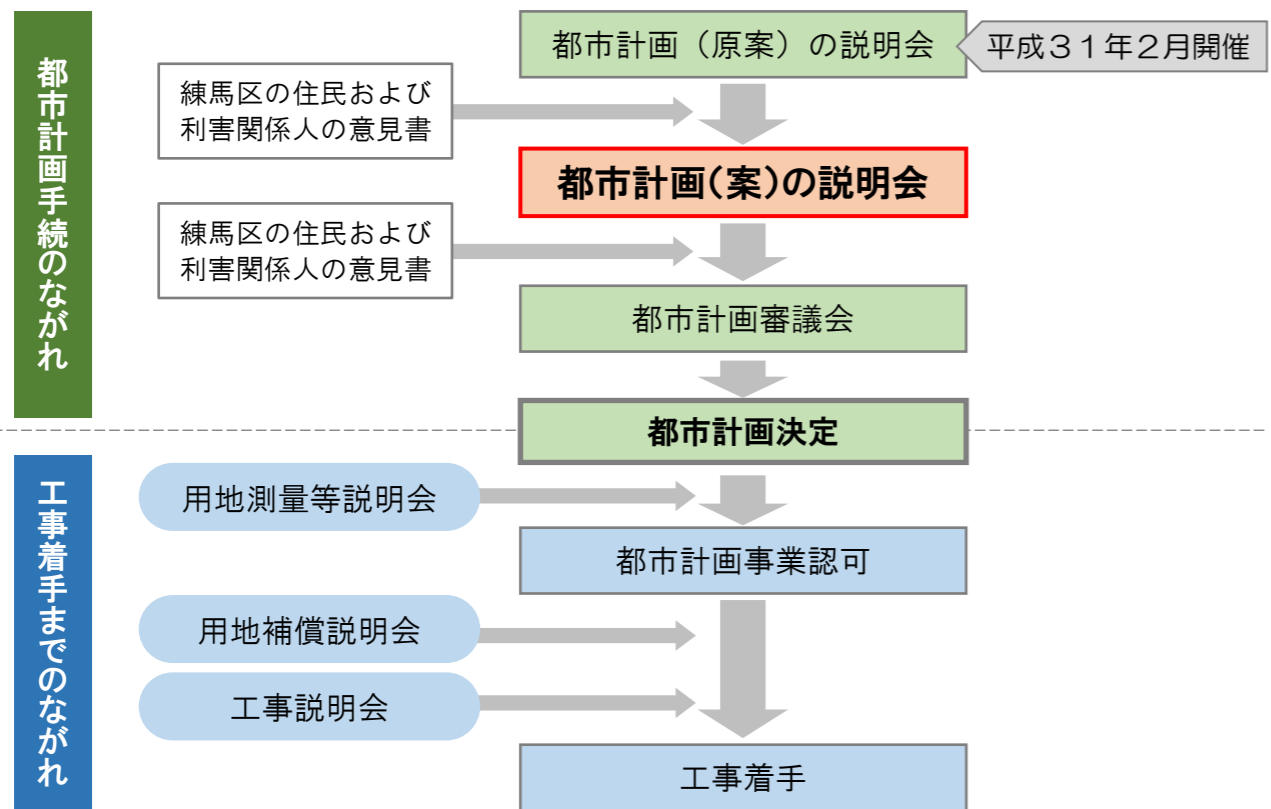 都市計画手続のながれ
都市計画（原案）の説明会
平成３１年２月開催
練馬区の住民および
利害関係人の意見書
都市計画（案）の説明会
練馬区の住民および
利害関係人の意見書
都市計画審議会
都市計画決定
工事着手までのながれ
用地測量等説明会
都市計画事業認可
用地補償説明会
工事説明会
工事着手